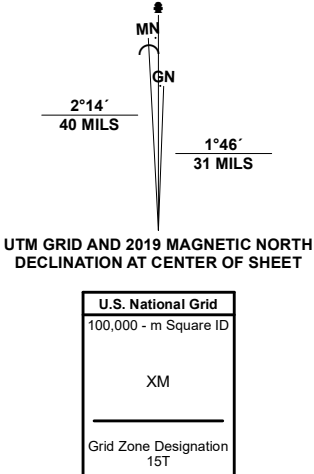 MN
GN
2°14´
40 MILS
1°46´
31 MILS
UTM GRID AND 2019 MAGNETIC NORTH
DECLINATION AT CENTER OF SHEET
U.S. National Grid
100,000 - m Square ID
XM
Grid Zone Designation
15T